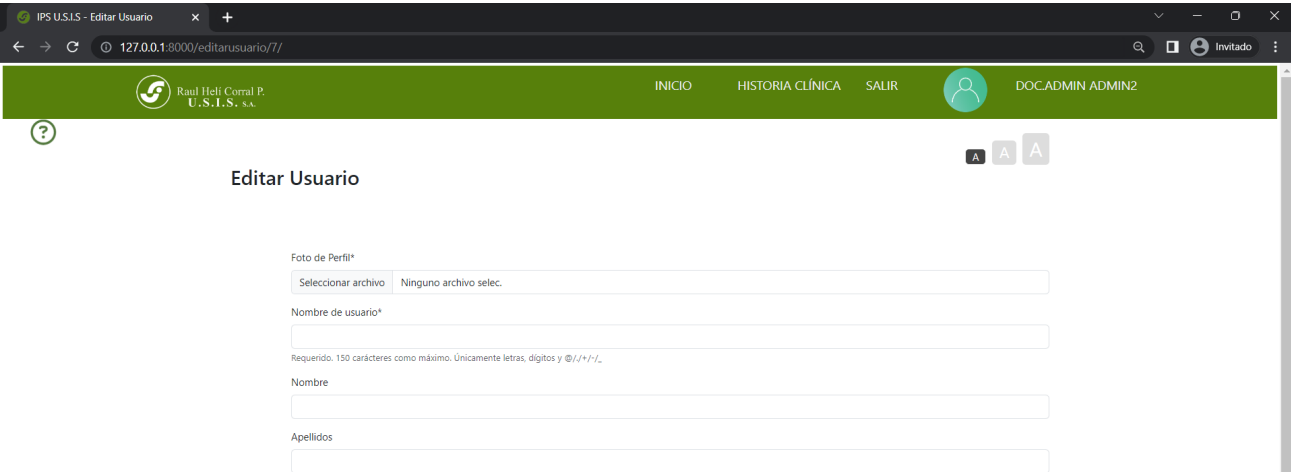 IPS U.S.I.S - Editar Usuario
127.0.0.1:8000/editarusuario/7/
Invitado
Raul Helí Corral P.
U.S.I.S. S.A.
INICIO HISTORIA CLÍNICA SALIR DOC.ADMIN ADMIN2
?
A A A
Editar Usuario
Foto de Perfil*
Seleccionar archivo Ninguno archivo selec.
Nombre de usuario*
Requerido. 150 carácteres como máximo. Únicamente letras, dígitos y @/./+/-/_
Nombre
Apellidos